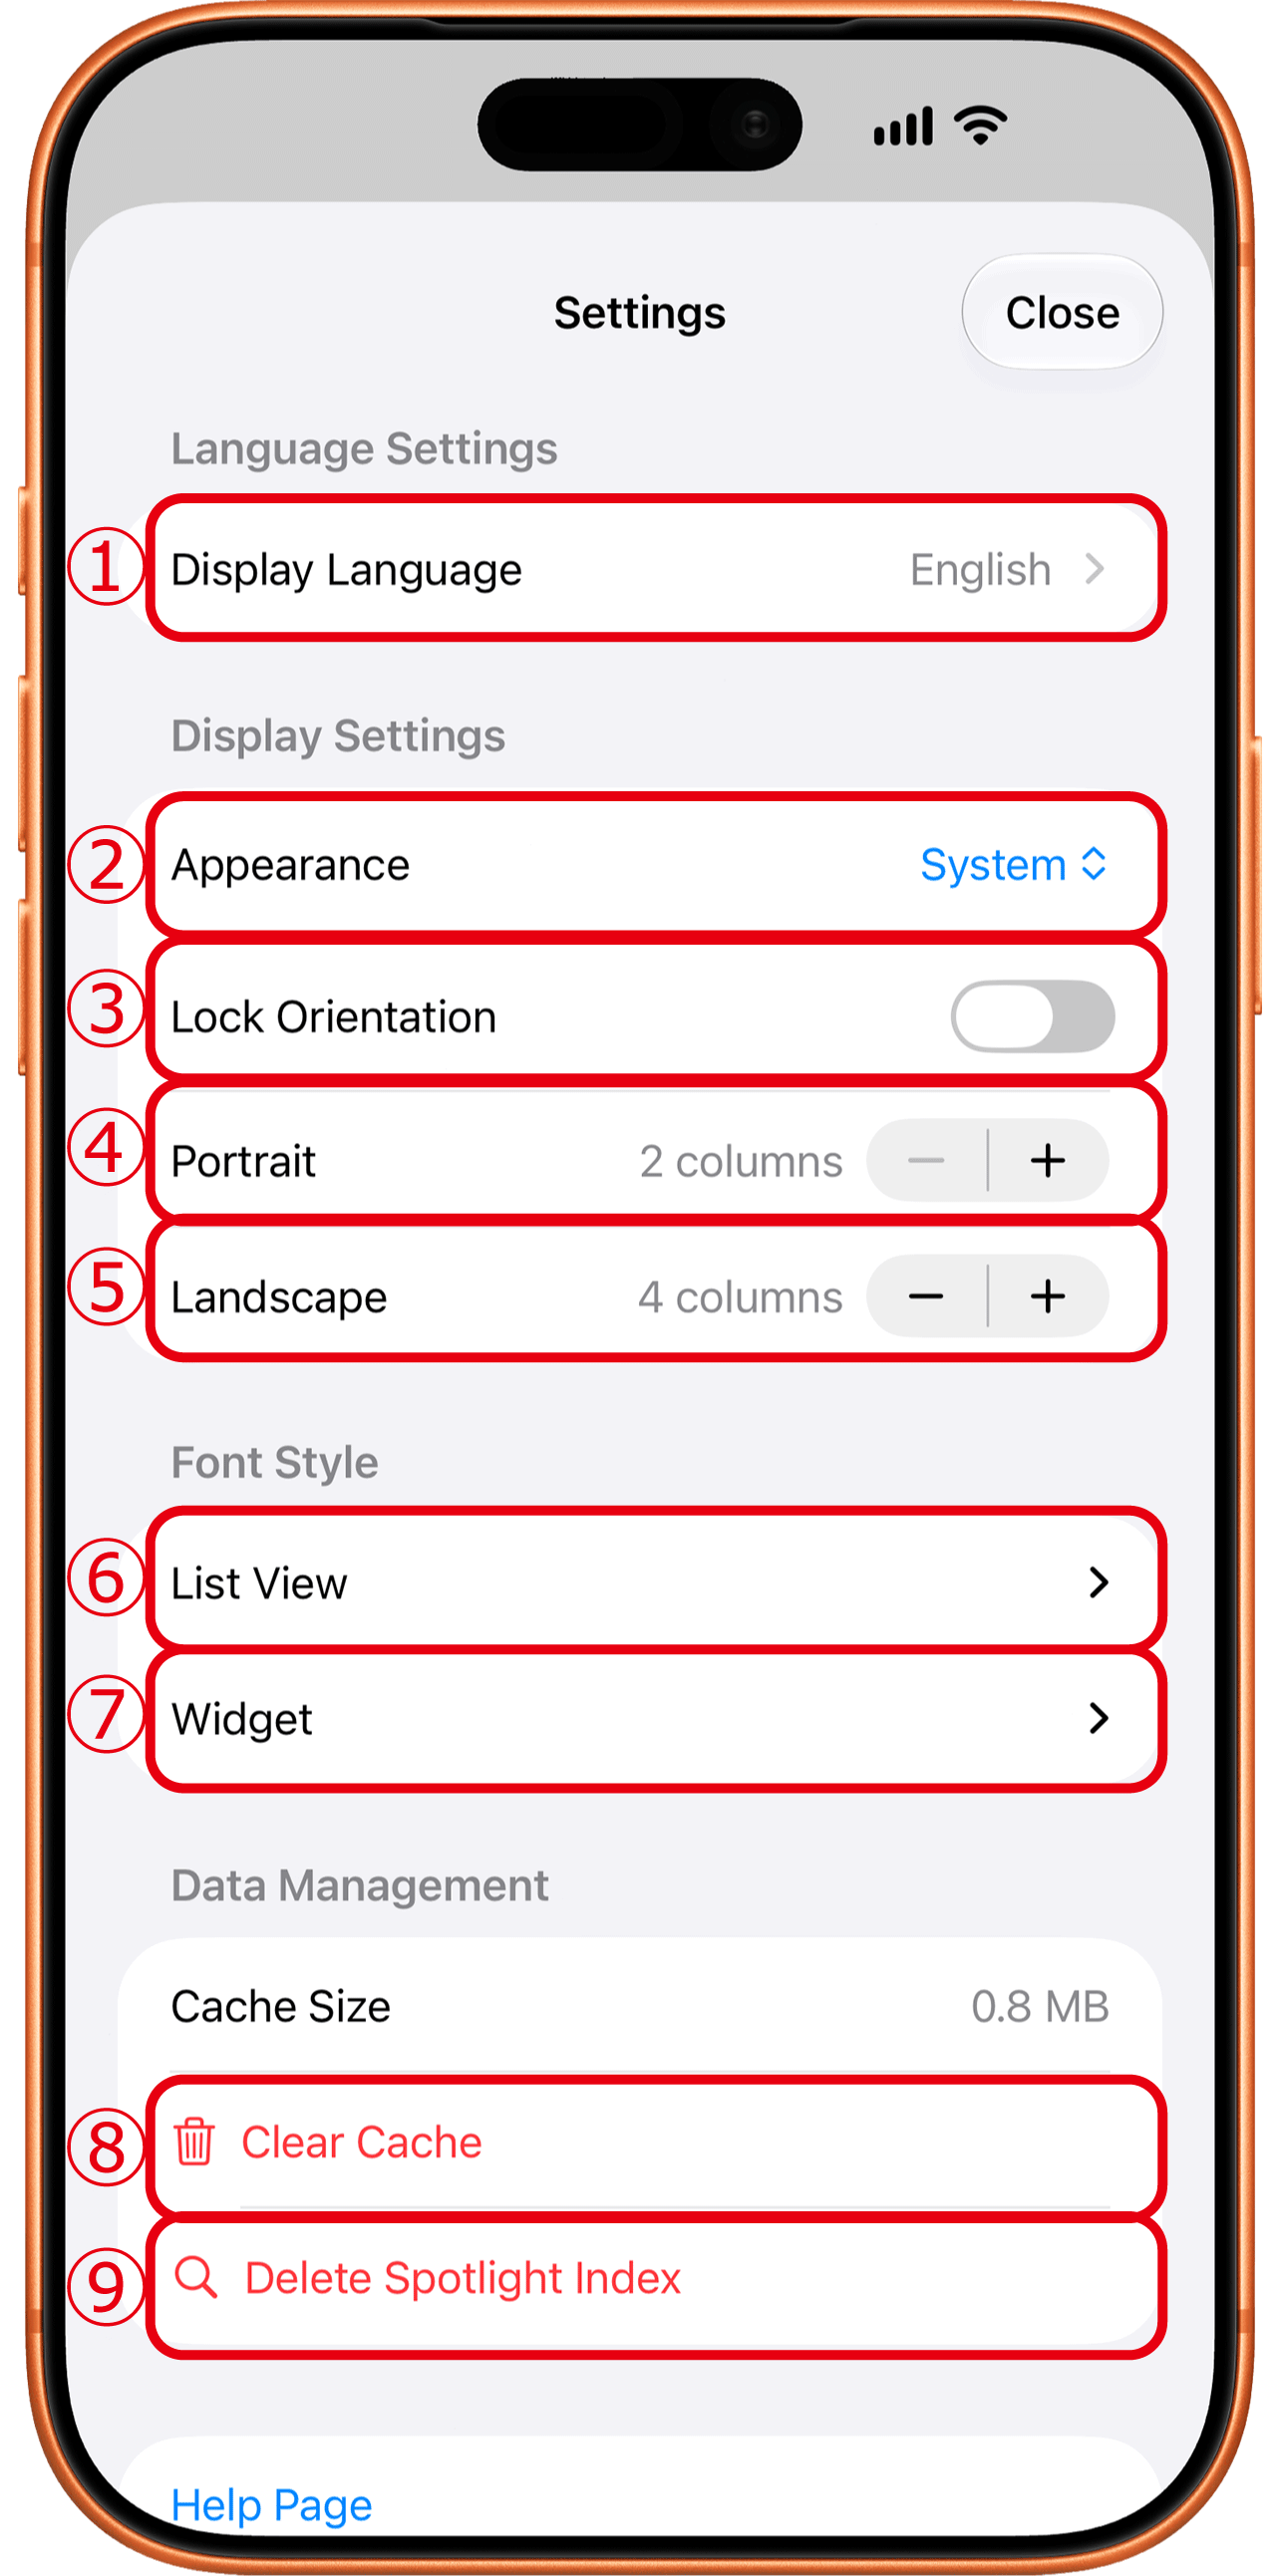 Settings
Close
Language Settings
① Display Language English
Display Settings
② Appearance System
③ Lock Orientation
④ Portrait 2 columns − +
⑤ Landscape 4 columns − +
Font Style
⑥ List View
⑦ Widget
Data Management
Cache Size 0.8 MB
⑧ Clear Cache
⑨ Delete Spotlight Index
Help Page